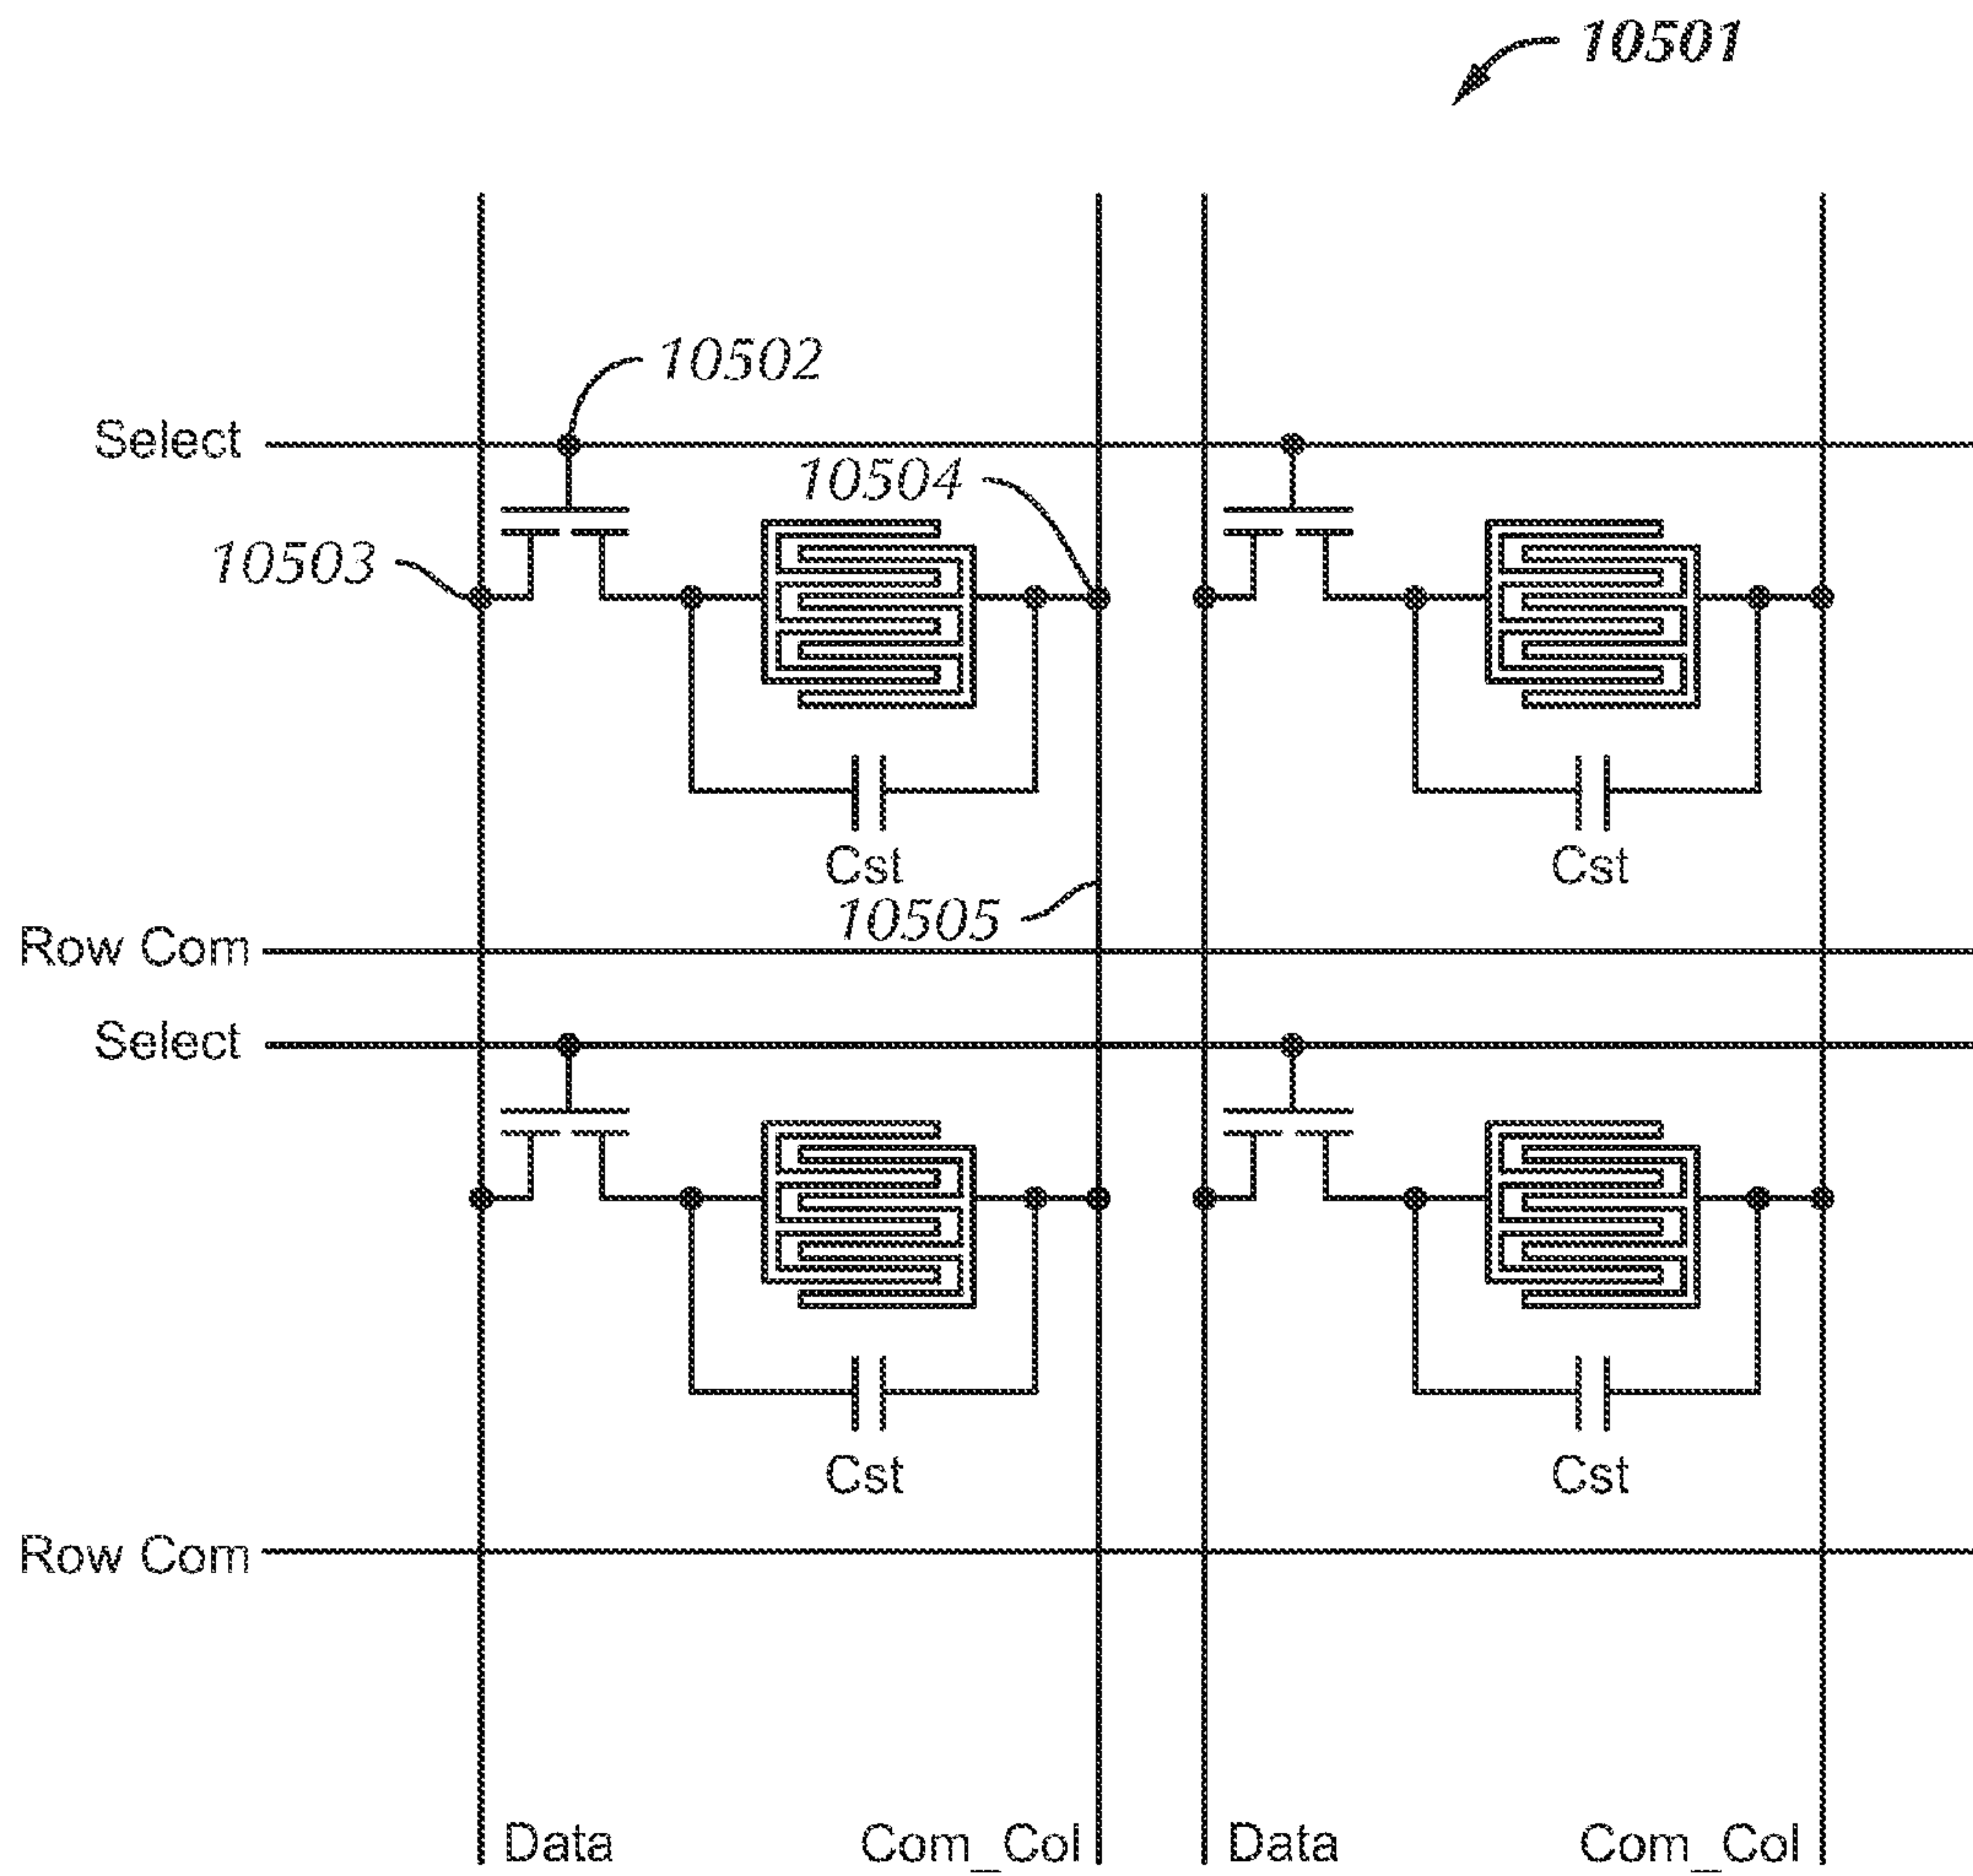 10501
10502
Select
10504
10503
Cst Cst
10505
Row Com
Select
Cst Cst
Row Com
Data Com_Col Data Com_Col